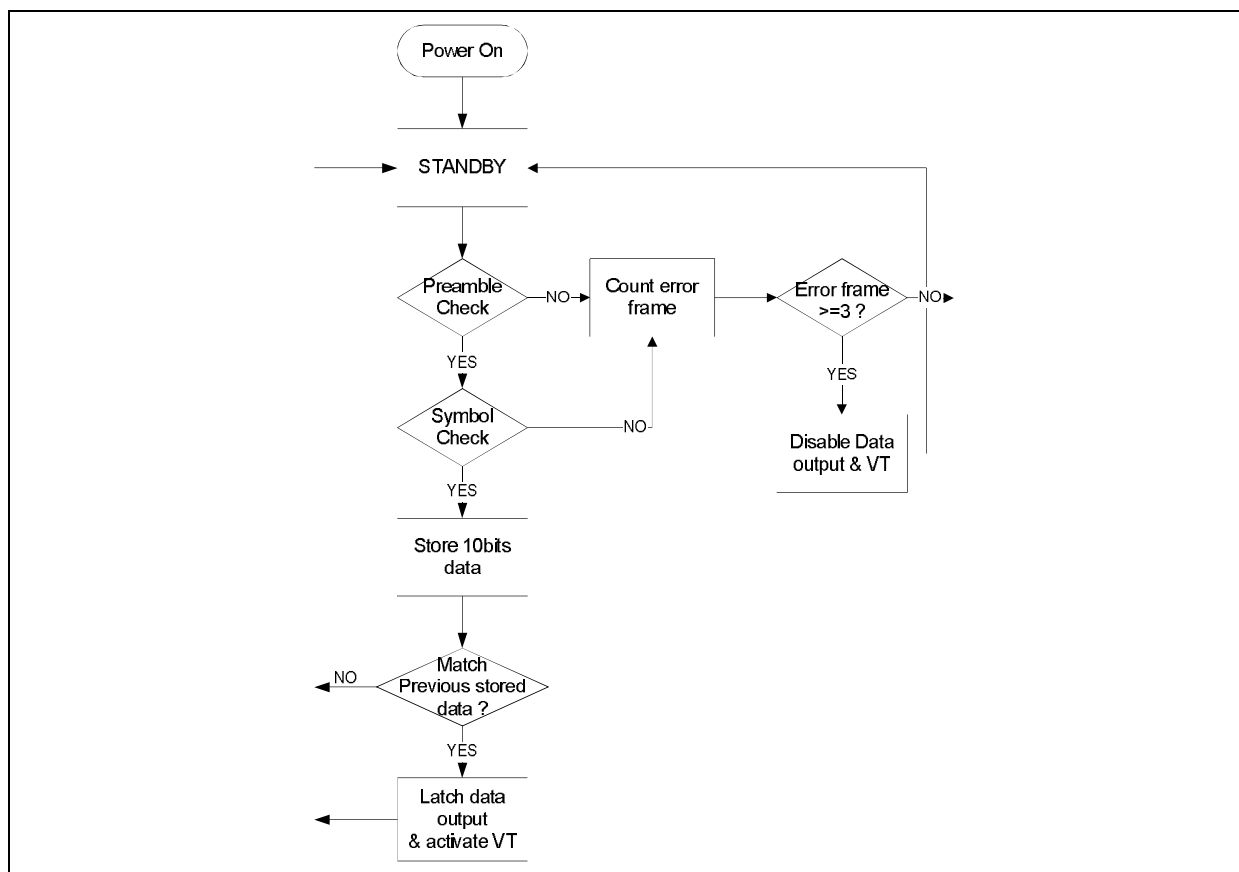 Power On
STANDBY
Preamble
Check
NO
Count error
frame
Error frame
>=3 ?
NO
YES
YES
Symbol
Check
NO
Disable Data
output & VT
YES
Store 10bits
data
Match
Previous stored
data ?
NO
YES
Latch data
output
& activate VT